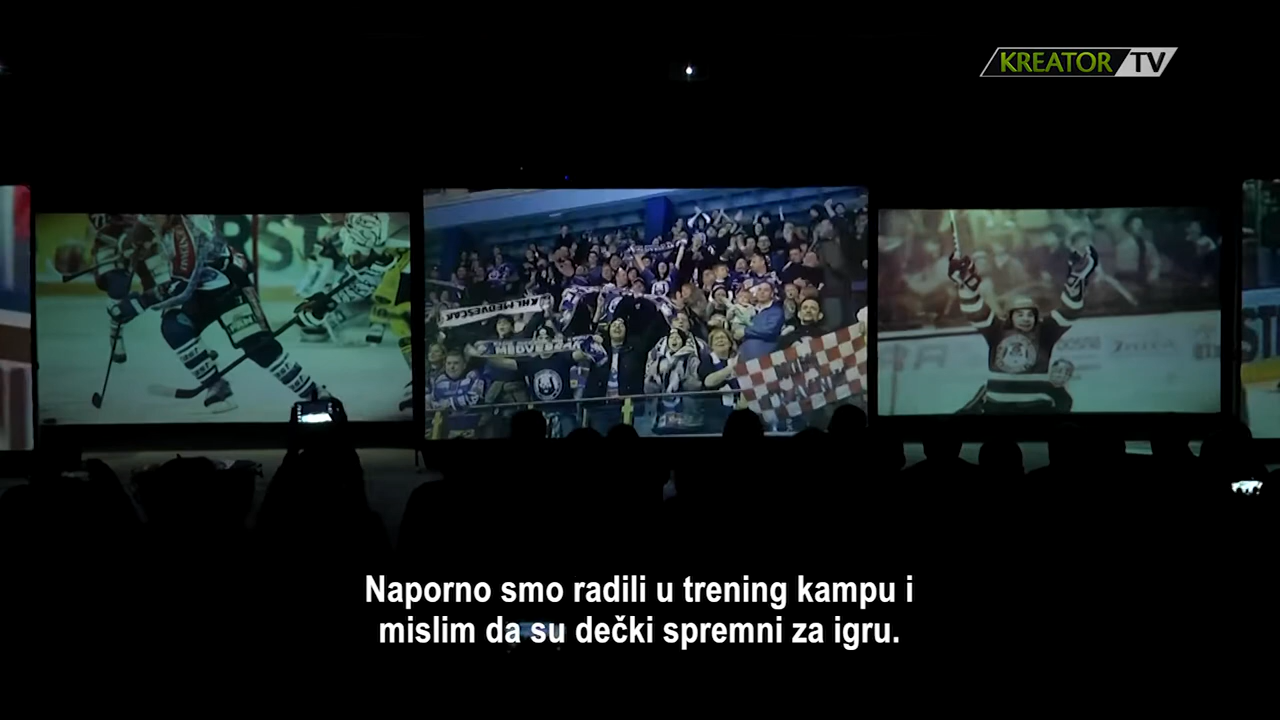 KREATOR TV
KHL MEDVEŠČAK
MEDVEŠČAK
Naporno smo radili u trening kampu i
mislim da su dečki spremni za igru.